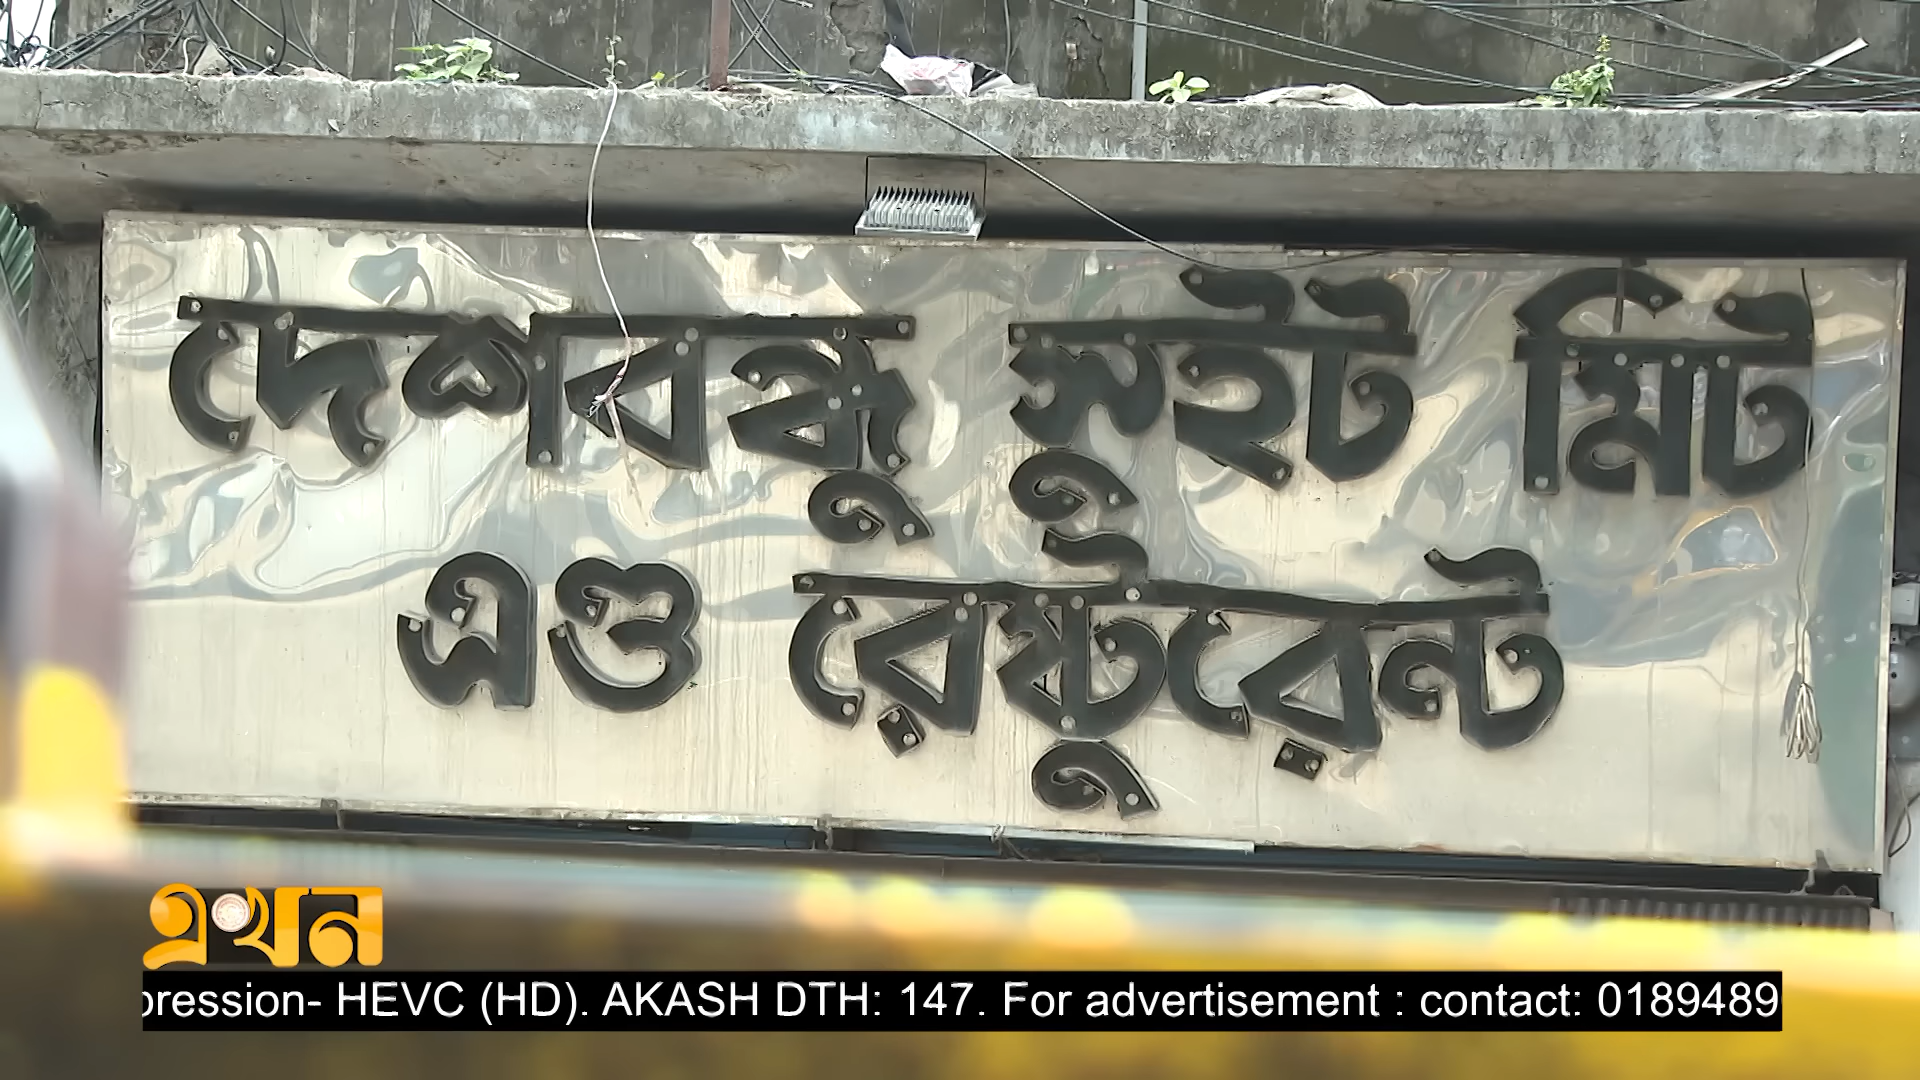 দেশবন্ধু সুইট মিট
এণ্ড রেষ্টুরেন্ট
এখন
pression- HEVC (HD). AKASH DTH: 147. For advertisement : contact: 0189489